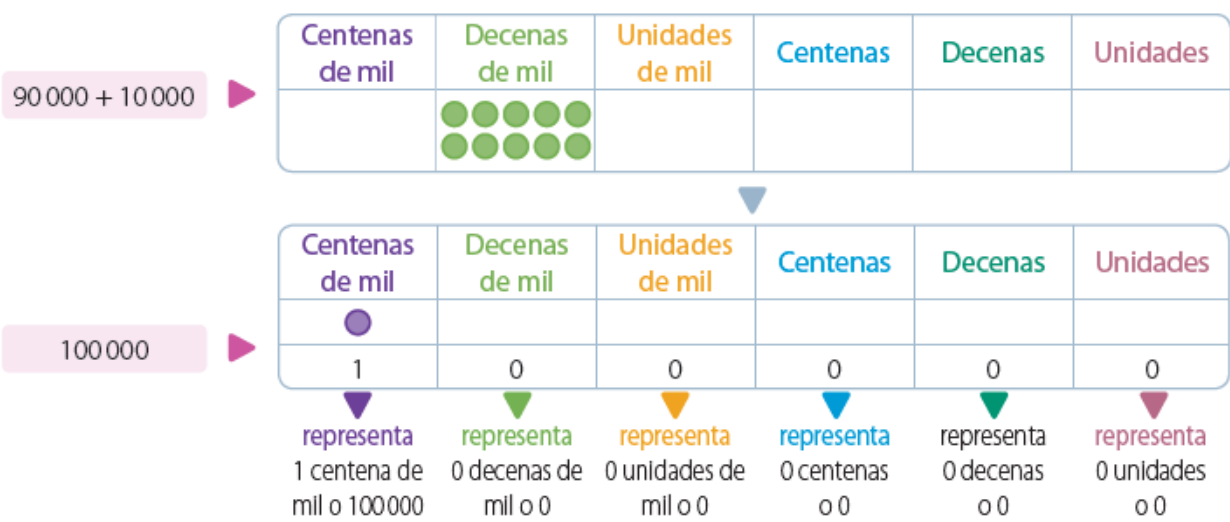 Centenas de mil Decenas de mil Unidades de mil Centenas Decenas Unidades
90 000 + 10 000
Centenas de mil Decenas de mil Unidades de mil Centenas Decenas Unidades
100 000
1 0 0 0 0 0
representa representa representa representa representa representa
1 centena de 0 decenas de 0 unidades de 0 centenas 0 decenas 0 unidades
mil o 100 000 mil o 0 mil o 0 o 0 o 0 o 0